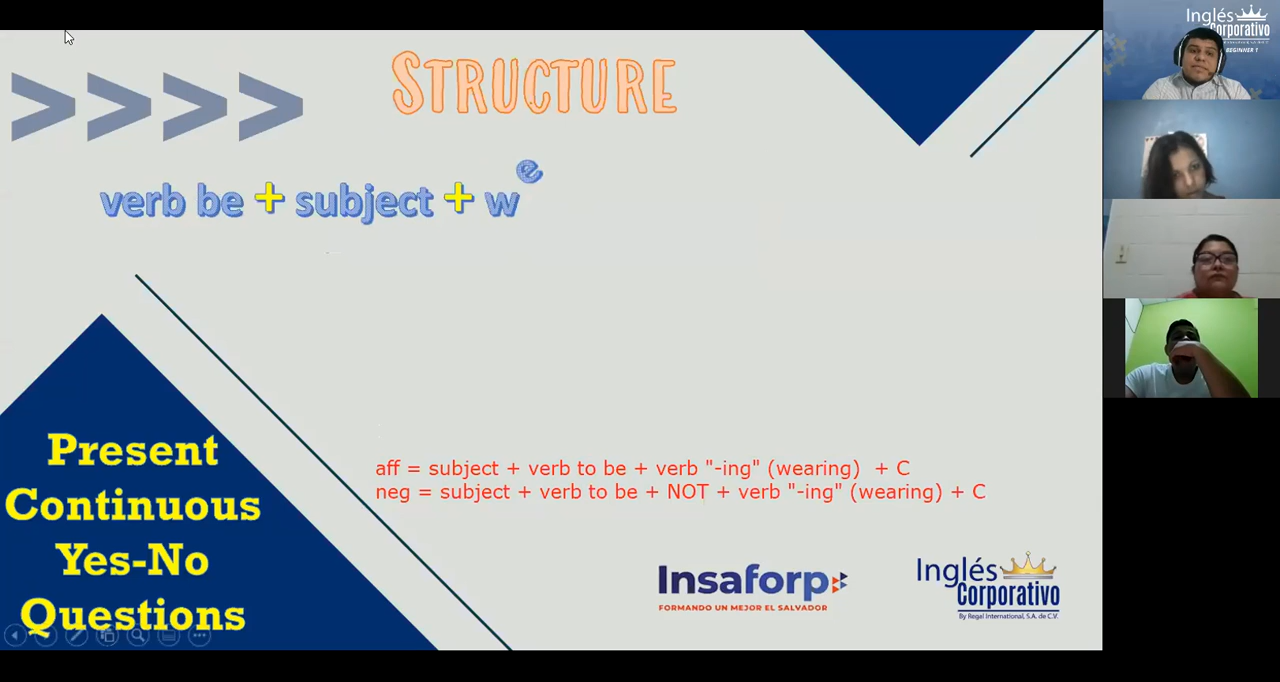 STRUCTURE
verb be + subject + we
aff = subject + verb to be + verb "-ing" (wearing) + C
neg = subject + verb to be + NOT + verb "-ing" (wearing) + C
Present
Continuous
Yes-No
Questions
Insaforp
FORMANDO UN MEJOR EL SALVADOR
Inglés
Corporativo
By Regal International, S.A. de C.V.
Inglés
Corporativo
BEGINNER 1